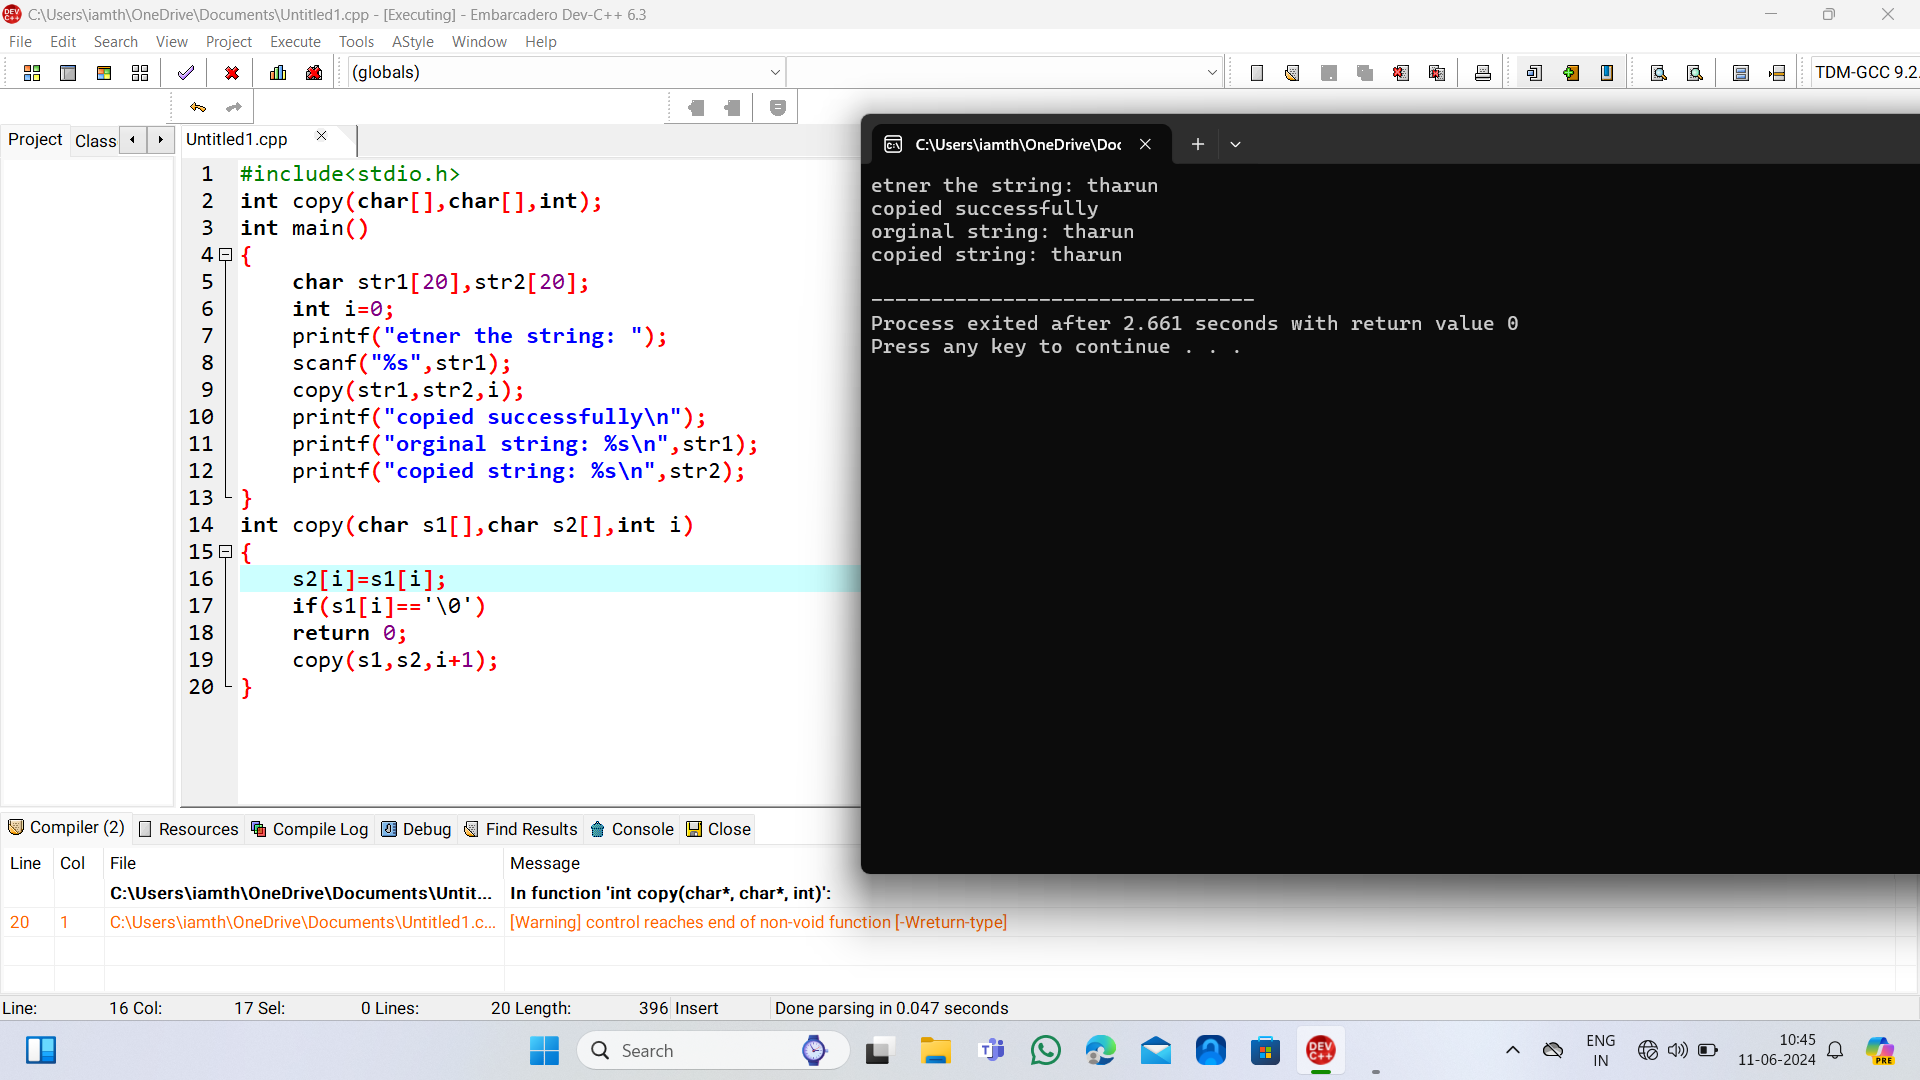 C:\Users\iamth\OneDrive\Documents\Untitled1.cpp - [Executing] - Embarcadero Dev-C++ 6.3
File Edit Search View Project Execute Tools AStyle Window Help
(globals)
TDM-GCC 9.2.
Project Class
Untitled1.cpp
1 #include<stdio.h>
2 int copy(char[],char[],int);
3 int main()
4 {
5 char str1[20],str2[20];
6 int i=0;
7 printf("etner the string: ");
8 scanf("%s",str1);
9 copy(str1,str2,i);
10 printf("copied successfully\n");
11 printf("orginal string: %s\n",str1);
12 printf("copied string: %s\n",str2);
13 }
14 int copy(char s1[],char s2[],int i)
15 {
16 s2[i]=s1[i];
17 if(s1[i]=='\0')
18 return 0;
19 copy(s1,s2,i+1);
20 }
C:\Users\iamth\OneDrive\Doc
etner the string: tharun
copied successfully
orginal string: tharun
copied string: tharun
--------------------------------
Process exited after 2.661 seconds with return value 0
Press any key to continue . . .
Compiler (2) Resources Compile Log Debug Find Results Console Close
Line Col File Message
C:\Users\iamth\OneDrive\Documents\Untit... In function 'int copy(char*, char*, int)':
20 1 C:\Users\iamth\OneDrive\Documents\Untitled1.c... [Warning] control reaches end of non-void function [-Wreturn-type]
Line: 16 Col: 17 Sel: 0 Lines: 20 Length: 396 Insert Done parsing in 0.047 seconds
Search
DEV C++
ENG
IN
10:45
11-06-2024
PRE